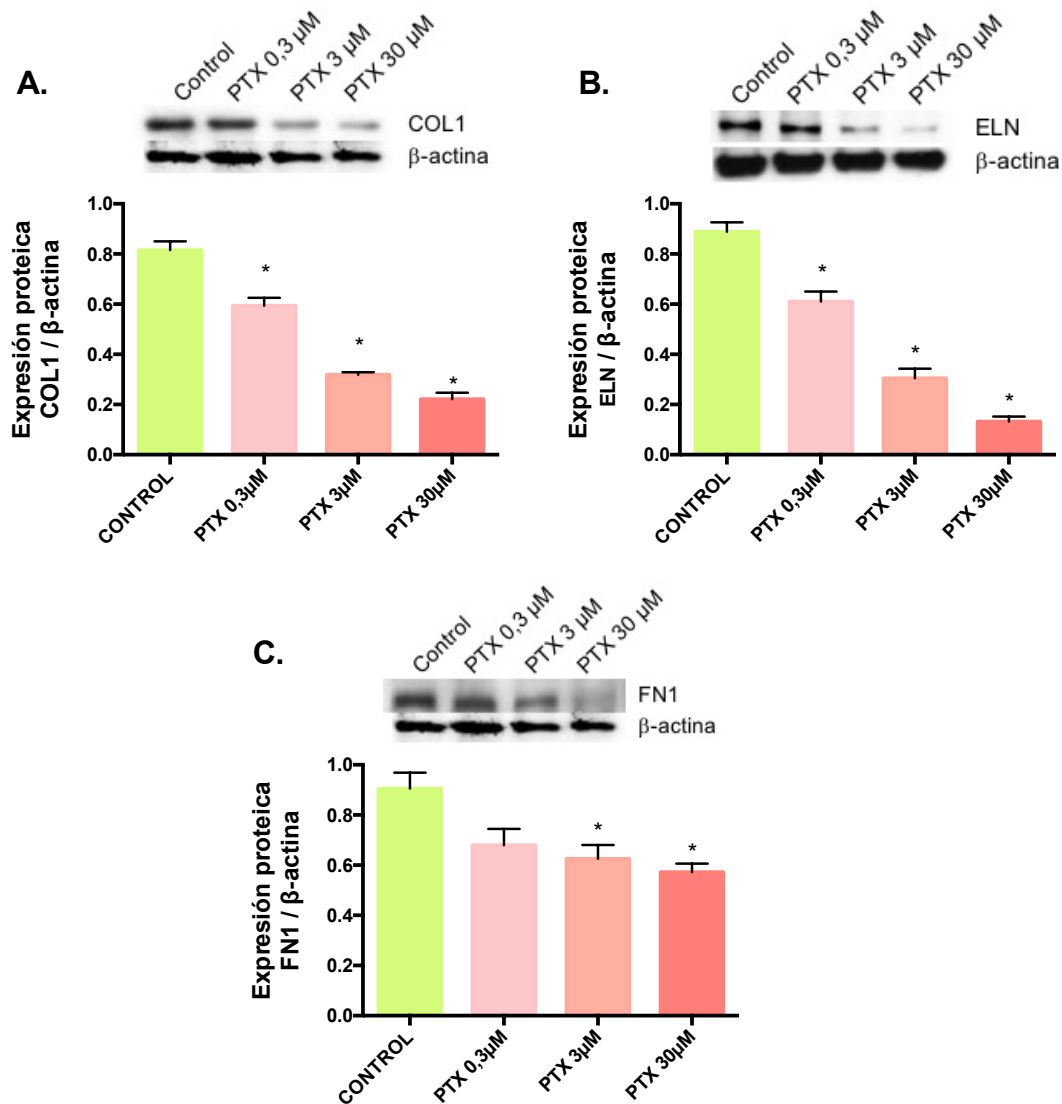 A.
Control
PTX 0,3 µM
PTX 3 µM
PTX 30 µM
COL1
β-actina
Expresión proteica
COL1 / β-actina
1.0
0.8
0.6
0.4
0.2
0.0
*
*
*
CONTROL
PTX 0,3µM
PTX 3µM
PTX 30µM
B.
Control
PTX 0,3 µM
PTX 3 µM
PTX 30 µM
ELN
β-actina
Expresión proteica
ELN / β-actina
1.0
0.8
0.6
0.4
0.2
0.0
*
*
*
CONTROL
PTX 0,3µM
PTX 3µM
PTX 30µM
C.
Control
PTX 0,3 µM
PTX 3 µM
PTX 30 µM
FN1
β-actina
Expresión proteica
FN1 / β-actina
1.0
0.8
0.6
0.4
0.2
0.0
*
*
CONTROL
PTX 0,3µM
PTX 3µM
PTX 30µM